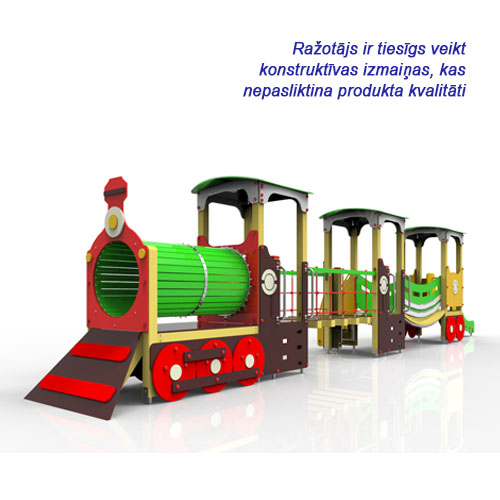 Ražotājs ir tiesīgs veikt
konstruktīvas izmaiņas, kas
nepasliktina produkta kvalitāti